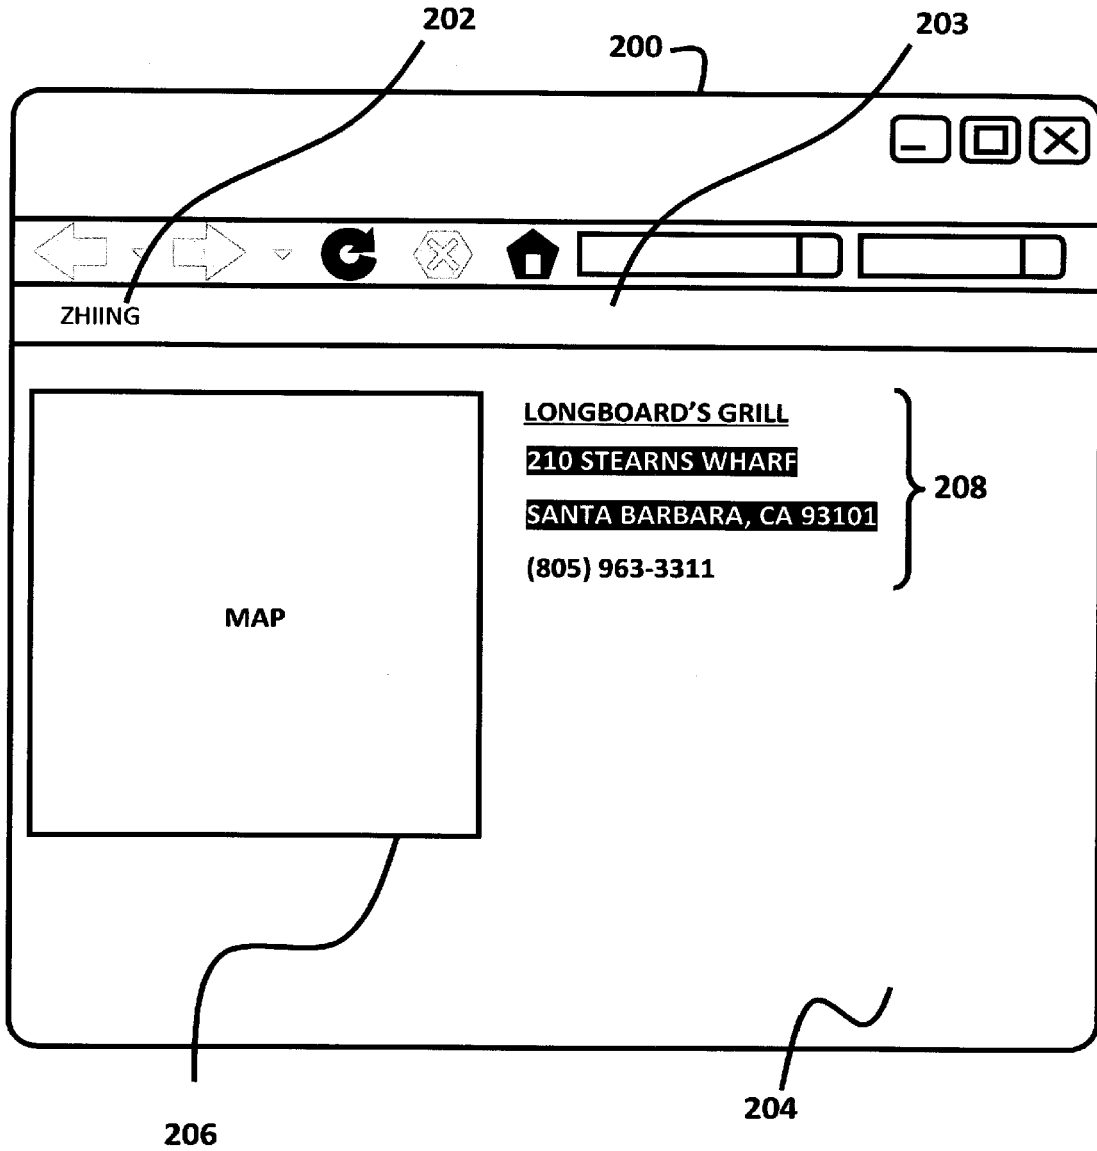 202
200
203
ZHIING
LONGBOARD'S GRILL
210 STEARNS WHARF
SANTA BARBARA, CA 93101
(805) 963-3311
208
MAP
204
206